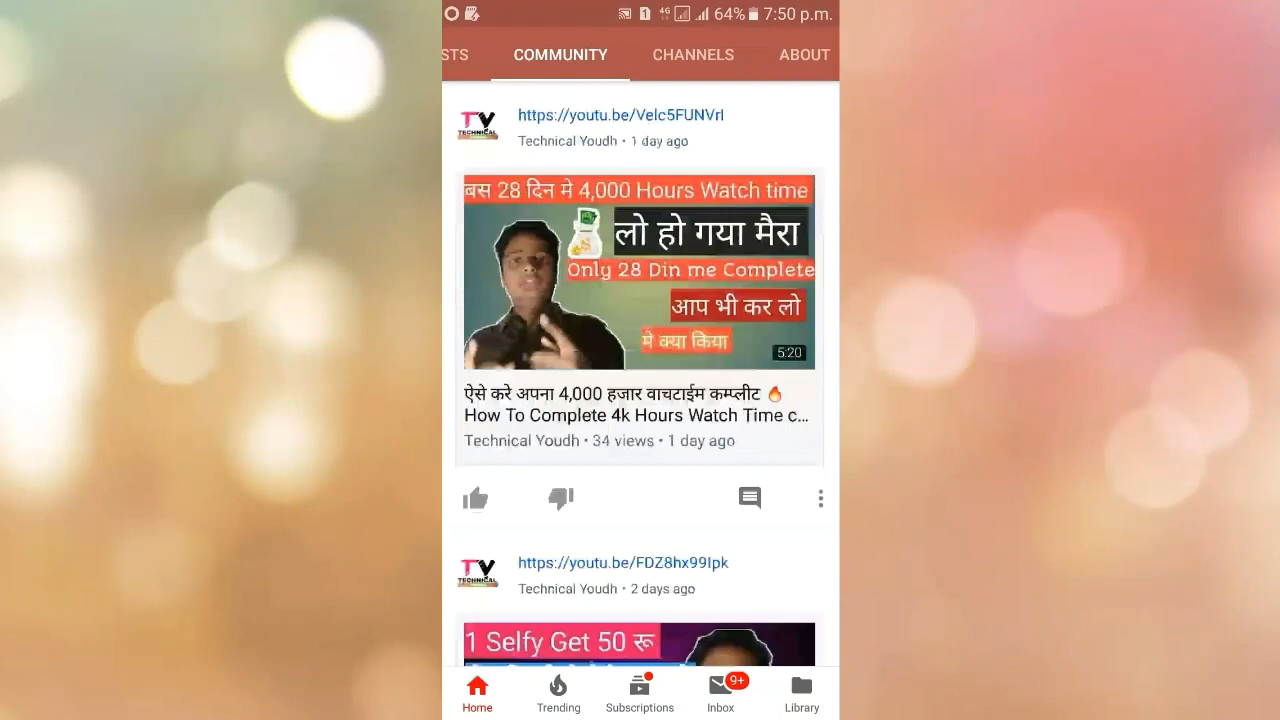 1 4G 64% 7:50 p.m.
STS COMMUNITY CHANNELS ABOUT
TV TECHNICAL
https://youtu.be/Velc5FUNVrI
Technical Youdh • 1 day ago
बस 28 दिन मे 4,000 Hours Watch time
लो हो गया मैरा
Only 28 Din me Complete
आप भी कर लो
मे क्या किया
5:20
ऐसे करे अपना 4,000 हजार वाचटाईम कम्प्लीट 🔥
How To Complete 4k Hours Watch Time c...
Technical Youdh • 34 views • 1 day ago
TV TECHNICAL
https://youtu.be/FDZ8hx99Ipk
Technical Youdh • 2 days ago
1 Selfy Get 50 रू
Home Trending Subscriptions Inbox 9+ Library